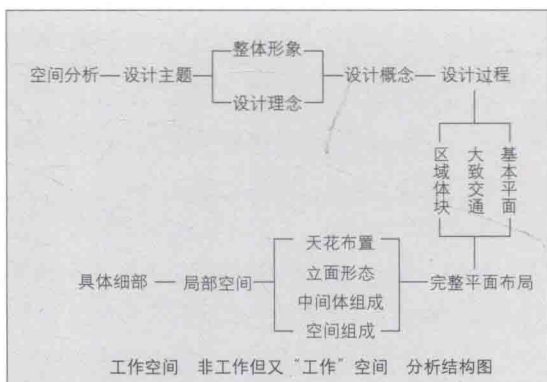 整体形象
空间分析 设计主题 设计概念 设计过程
设计理念
区域体块
大致交通
基本平面
天花布置
立面形态
具体细部 局部空间 完整平面布局
中间体组成
空间组成
工作空间 非工作但又“工作”空间 分析结构图